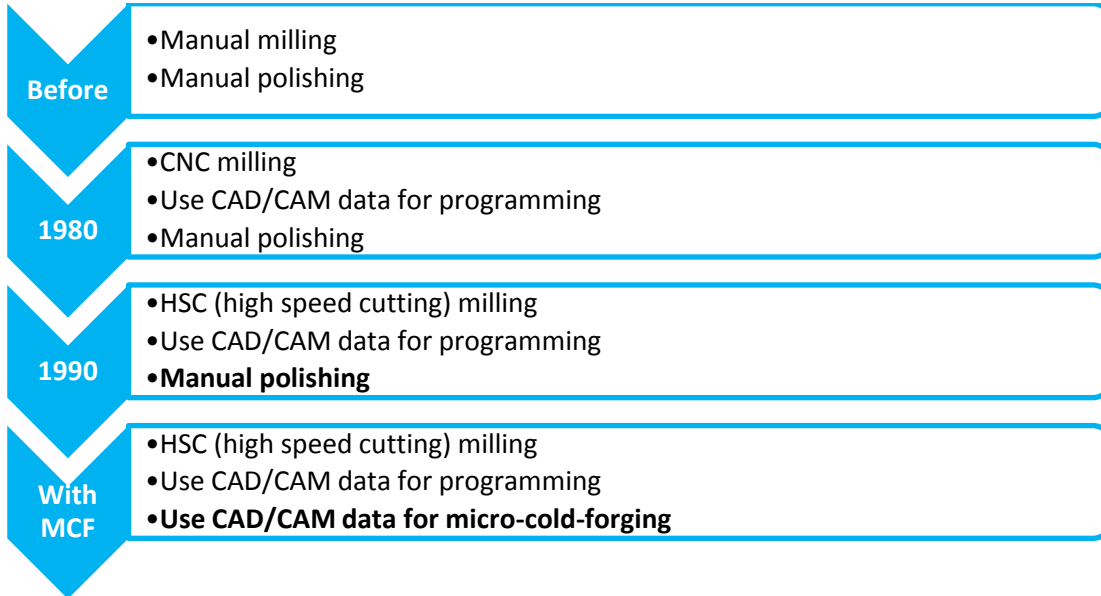 Before
•Manual milling
•Manual polishing
1980
•CNC milling
•Use CAD/CAM data for programming
•Manual polishing
1990
•HSC (high speed cutting) milling
•Use CAD/CAM data for programming
•Manual polishing
With
MCF
•HSC (high speed cutting) milling
•Use CAD/CAM data for programming
•Use CAD/CAM data for micro-cold-forging